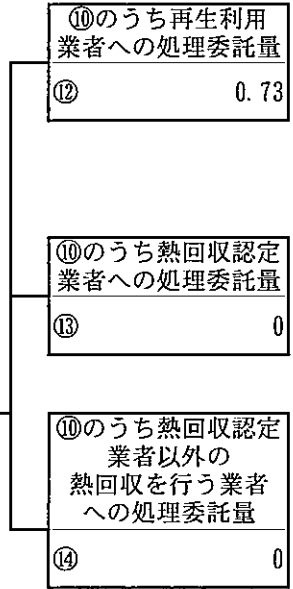 ⑩のうち再生利用
業者への処理委託量
⑫ 0.73
⑩のうち熱回収認定
業者への処理委託量
⑬ 0
⑩のうち熱回収認定
業者以外の
熱回収を行う業者
への処理委託量
⑭ 0